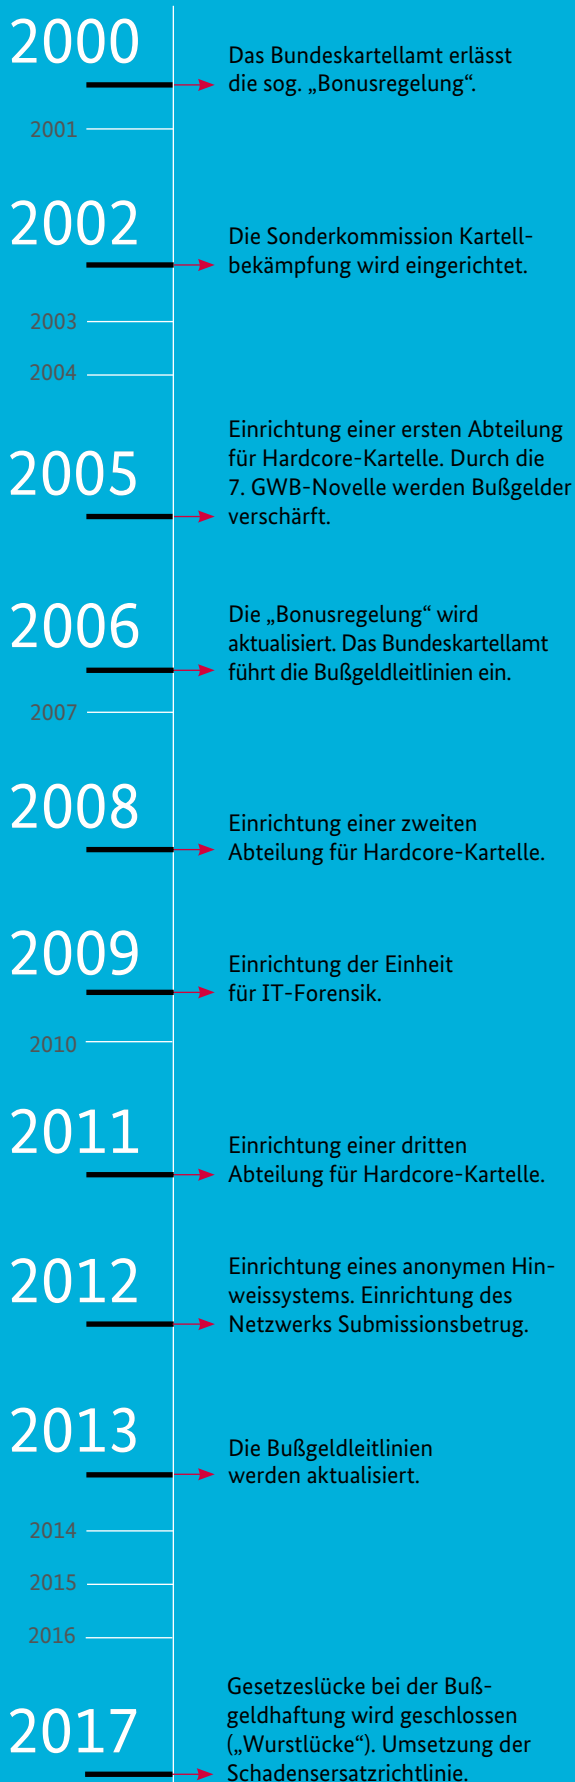 2000
Das Bundeskartellamt erlässt
die sog. „Bonusregelung“.
2001
2002
Die Sonderkommission Kartell-
bekämpfung wird eingerichtet.
2003
2004
2005
Einrichtung einer ersten Abteilung
für Hardcore-Kartelle. Durch die
7. GWB-Novelle werden Bußgelder
verschärft.
2006
Die „Bonusregelung“ wird
aktualisiert. Das Bundeskartellamt
führt die Bußgeldleitlinien ein.
2007
2008
Einrichtung einer zweiten
Abteilung für Hardcore-Kartelle.
2009
Einrichtung der Einheit
für IT-Forensik.
2010
2011
Einrichtung einer dritten
Abteilung für Hardcore-Kartelle.
2012
Einrichtung eines anonymen Hin-
weissystems. Einrichtung des
Netzwerks Submissionsbetrug.
2013
Die Bußgeldleitlinien
werden aktualisiert.
2014
2015
2016
2017
Gesetzeslücke bei der Buß-
geldhaftung wird geschlossen
(„Wurstlücke“). Umsetzung der
Schadensersatzrichtlinie.